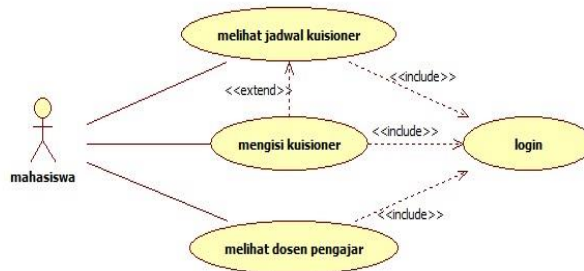 melihat jadwal kuisioner
<<include>>
<<extend>>
mengisi kuisioner
<<include>>
login
mahasiswa
<<include>>
melihat dosen pengajar